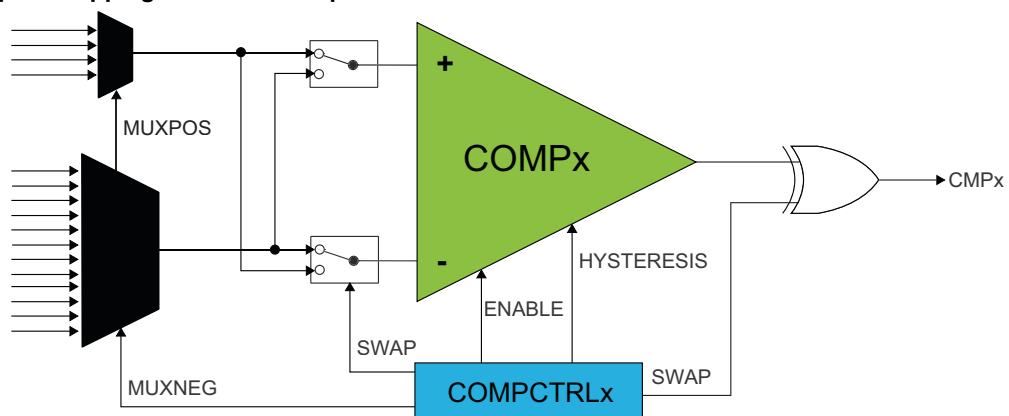 +
MUXPOS
COMPx
CMPx
-
HYSTERESIS
ENABLE
SWAP
SWAP
MUXNEG
COMPCTRLx